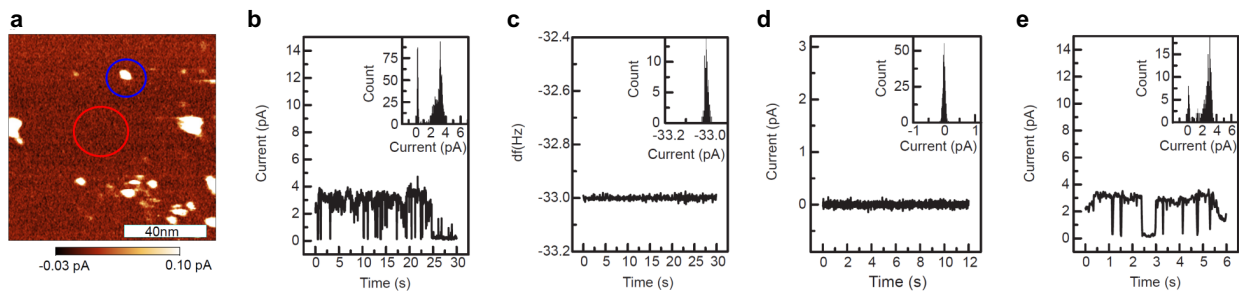 a
40nm
-0.03 pA 0.10 pA
b
Current (pA)
14
12
10
8
6
4
2
0
0 5 10 15 20 25 30
Time (s)
Count
75
50
25
0
0 2 4 6
Current (pA)
c
df(Hz)
-32.4
-32.6
-32.8
-33.0
-33.2
0 5 10 15 20 25 30
Time (s)
Count
10
5
0
-33.2 -33.0
Current (pA)
d
Current (pA)
3
2
1
0
0 2 4 6 8 10 12
Time (s)
Count
50
25
0
-1 0 1
Current (pA)
e
Current (pA)
14
12
10
8
6
4
2
0
0 1 2 3 4 5 6
Time (s)
Count
15
10
5
0
0 2 4 6
Current (pA)